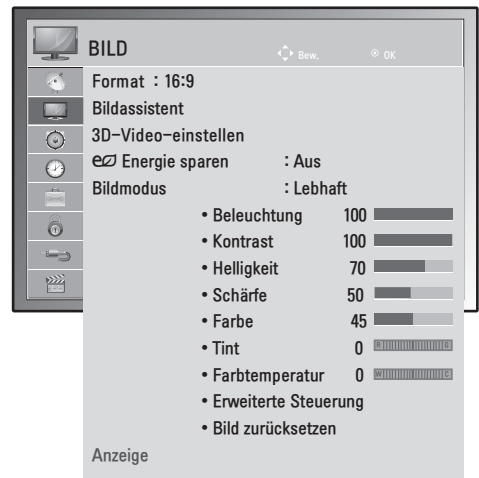 BILD Bew. OK
Format : 16:9
Bildassistent
3D-Video-einstellen
Energie sparen : Aus
Bildmodus : Lebhaft
• Beleuchtung 100
• Kontrast 100
• Helligkeit 70
• Schärfe 50
• Farbe 45
• Tint 0 R G
• Farbtemperatur 0 W C
• Erweiterte Steuerung
• Bild zurücksetzen
Anzeige